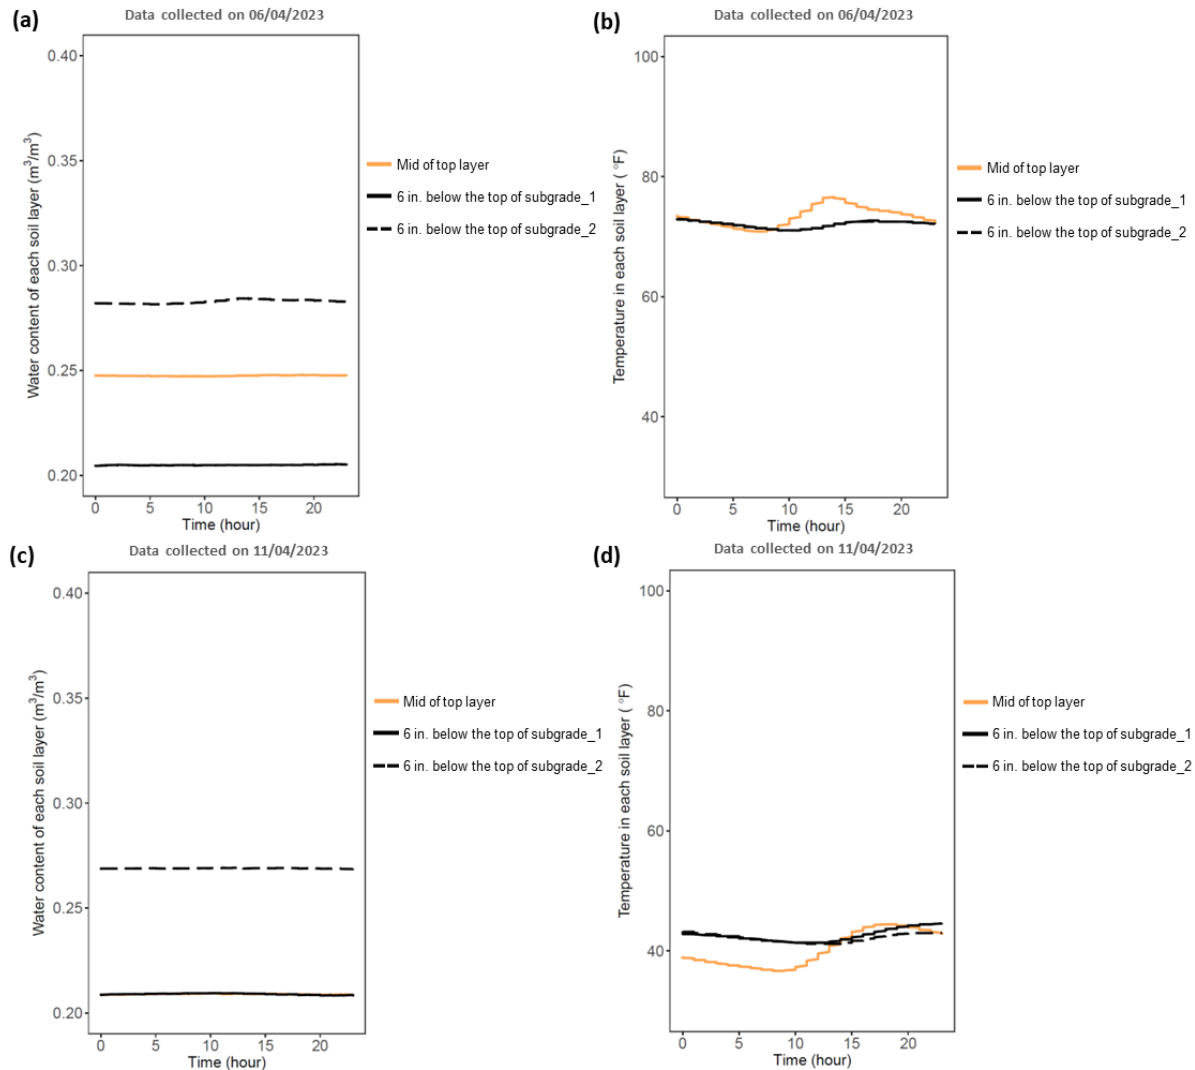 (a)
Data collected on 06/04/2023
0.40
0.35
0.30
0.25
0.20
Water content of each soil layer (m³/m³)
0 5 10 15 20
Time (hour)
Mid of top layer
6 in. below the top of subgrade_1
6 in. below the top of subgrade_2
(b)
Data collected on 06/04/2023
100
80
60
40
Temperature in each soil layer ( °F)
0 5 10 15 20
Time (hour)
Mid of top layer
6 in. below the top of subgrade_1
6 in. below the top of subgrade_2
(c)
Data collected on 11/04/2023
0.40
0.35
0.30
0.25
0.20
Water content of each soil layer (m³/m³)
0 5 10 15 20
Time (hour)
Mid of top layer
6 in. below the top of subgrade_1
6 in. below the top of subgrade_2
(d)
Data collected on 11/04/2023
100
80
60
40
Temperature in each soil layer ( °F)
0 5 10 15 20
Time (hour)
Mid of top layer
6 in. below the top of subgrade_1
6 in. below the top of subgrade_2